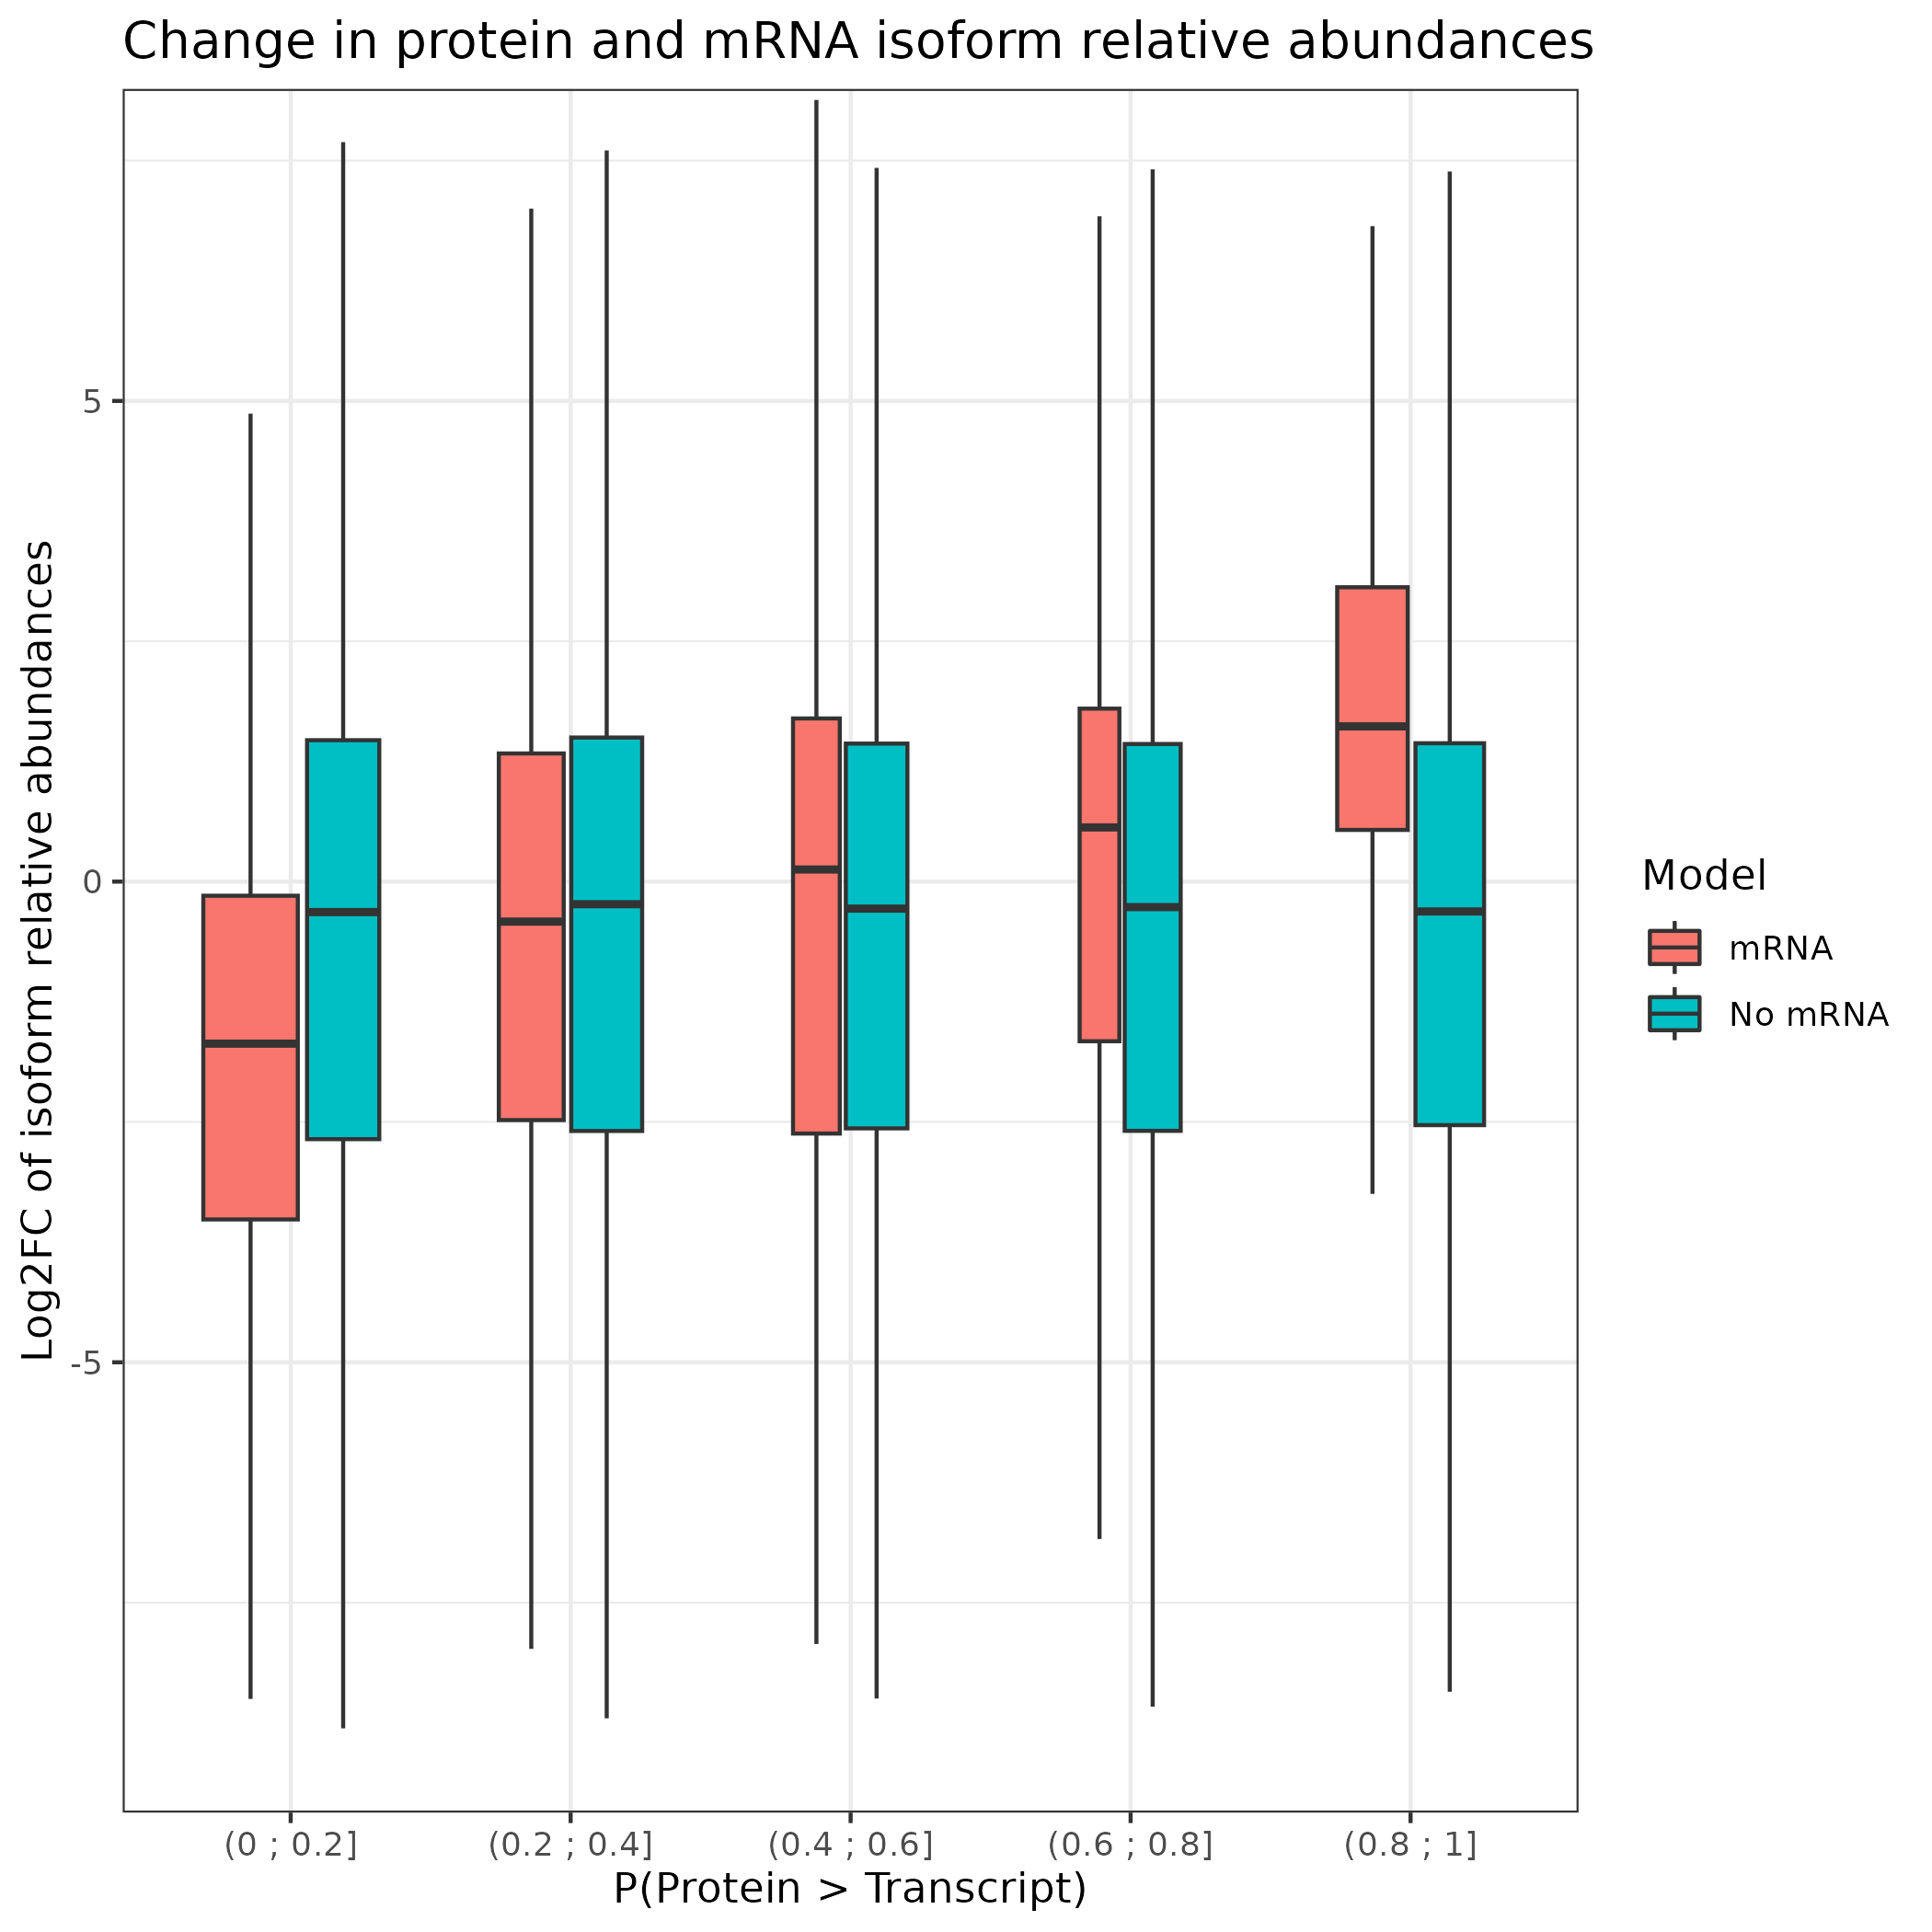 Change in protein and mRNA isoform relative abundances
Log2FC of isoform relative abundances
5
0
-5
(0 ; 0.2]
(0.2 ; 0.4]
(0.4 ; 0.6]
(0.6 ; 0.8]
(0.8 ; 1]
P(Protein > Transcript)
Model
mRNA
No mRNA